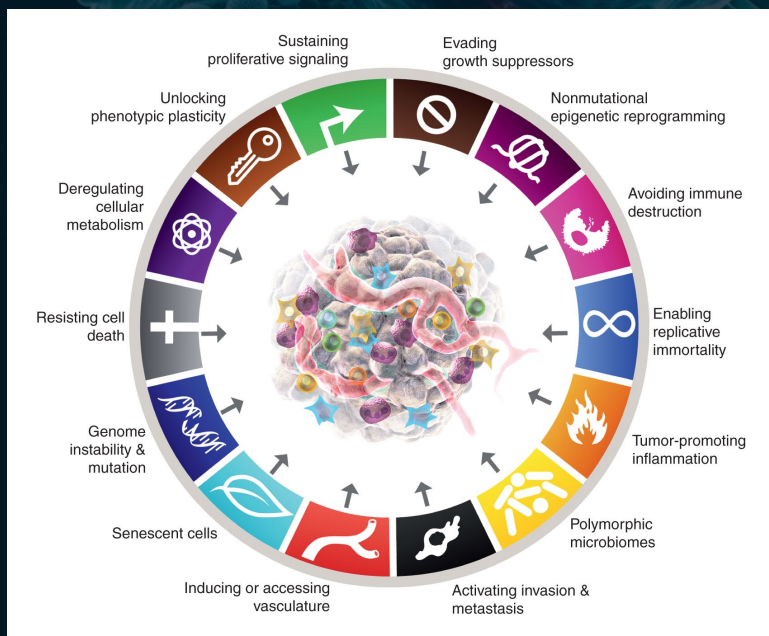 Sustaining
proliferative signaling
Evading
growth suppressors
Nonmutational
epigenetic reprogramming
Avoiding immune
destruction
Enabling
replicative
immortality
Tumor-promoting
inflammation
Polymorphic
microbiomes
Activating invasion &
metastasis
Inducing or accessing
vasculature
Senescent cells
Genome
instability &
mutation
Resisting cell
death
Deregulating
cellular
metabolism
Unlocking
phenotypic plasticity